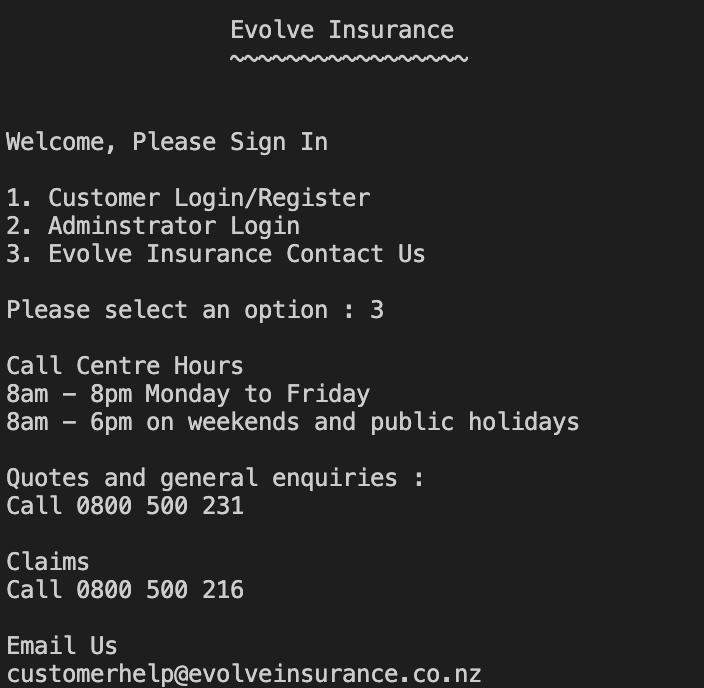 Evolve Insurance
~~~~~~~~~~~~~~~~~
Welcome, Please Sign In
1. Customer Login/Register
2. Adminstrator Login
3. Evolve Insurance Contact Us
Please select an option : 3
Call Centre Hours
8am – 8pm Monday to Friday
8am – 6pm on weekends and public holidays
Quotes and general enquiries :
Call 0800 500 231
Claims
Call 0800 500 216
Email Us
customerhelp@evolveinsurance.co.nz